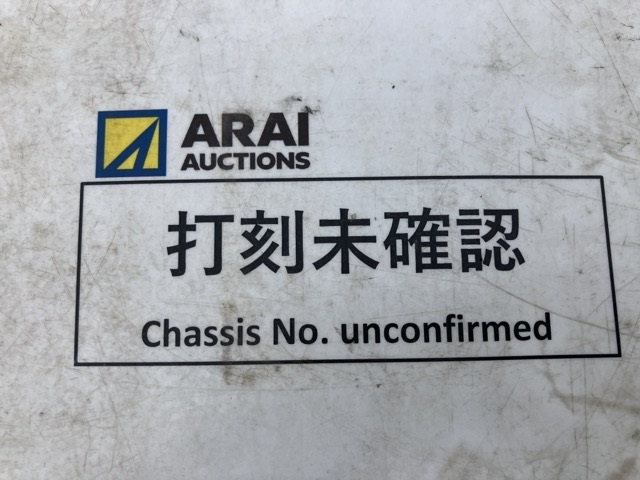 ARAI
AUCTIONS
打刻未確認
Chassis No. unconfirmed